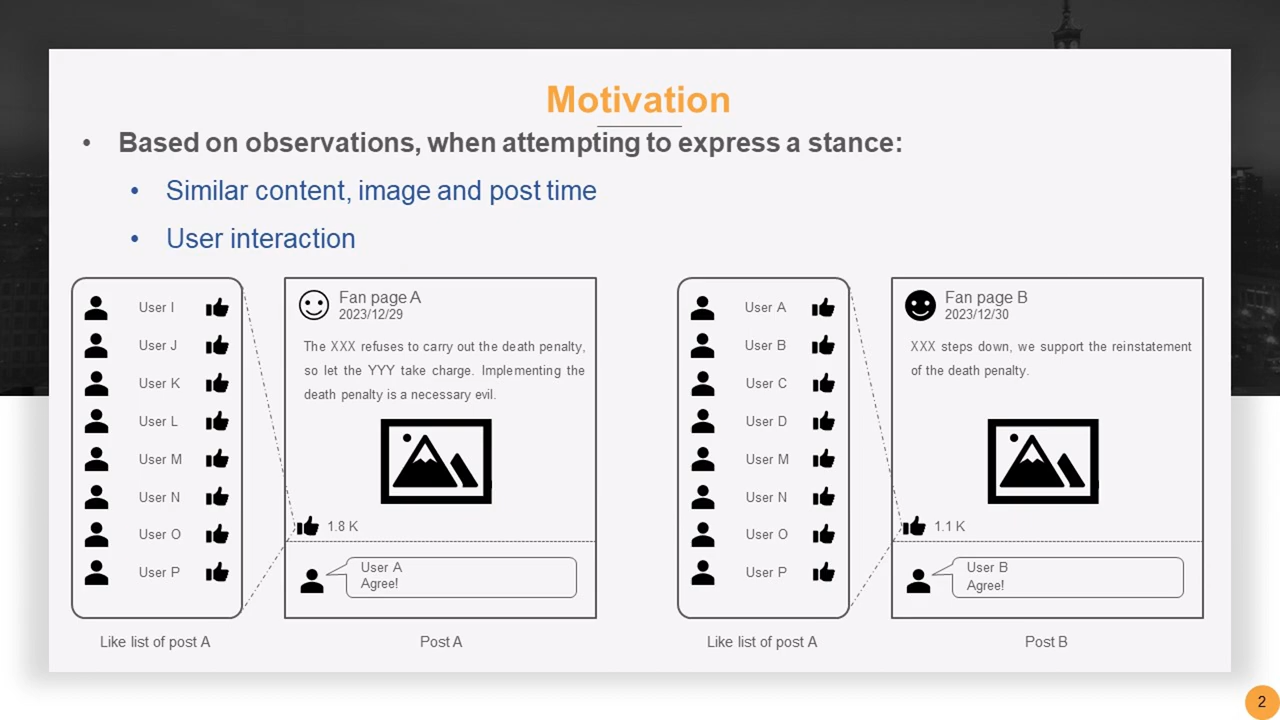 Motivation
• Based on observations, when attempting to express a stance:
• Similar content, image and post time
• User interaction
User I
User J
User K
User L
User M
User N
User O
User P
Like list of post A
Fan page A
2023/12/29
The XXX refuses to carry out the death penalty,
so let the YYY take charge. Implementing the
death penalty is a necessary evil.
1.8 K
User A
Agree!
Post A
User A
User B
User C
User D
User M
User N
User O
User P
Like list of post A
Fan page B
2023/12/30
XXX steps down, we support the reinstatement
of the death penalty.
1.1 K
User B
Agree!
Post B
2